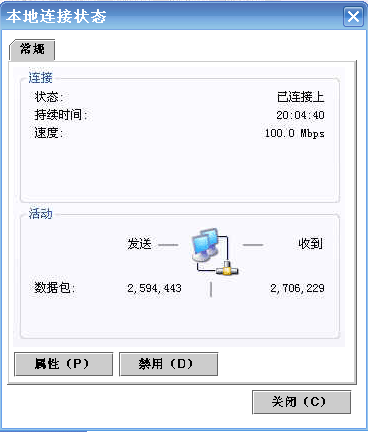 本地连接状态
常规
连接
状态: 已连接上
持续时间: 20:04:40
速度: 100.0 Mbps
活动
发送 收到
数据包: 2,594,443 2,706,229
属性（P） 禁用（D）
关闭（C）